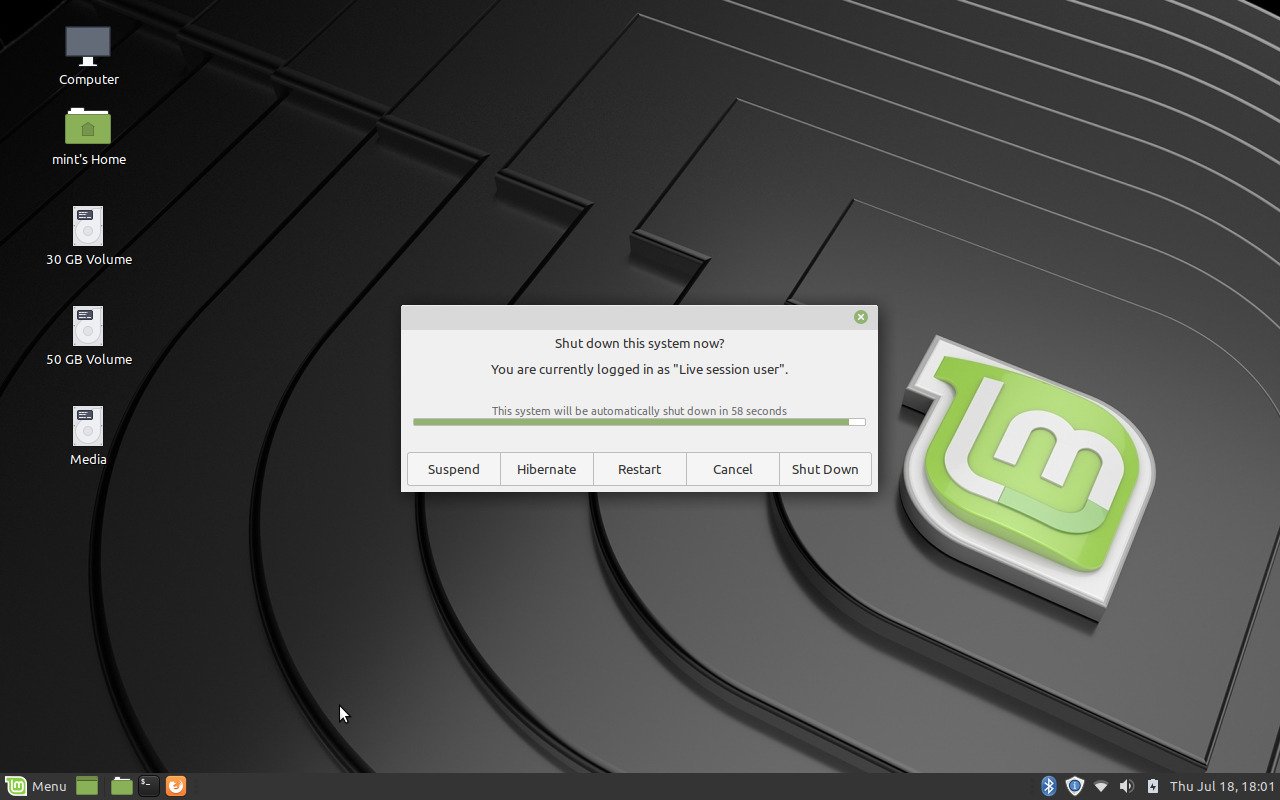 Computer
mint's Home
30 GB Volume
50 GB Volume
Media
Shut down this system now?
You are currently logged in as "Live session user".
This system will be automatically shut down in 58 seconds
Suspend Hibernate Restart Cancel Shut Down
Menu
Thu Jul 18, 18:01